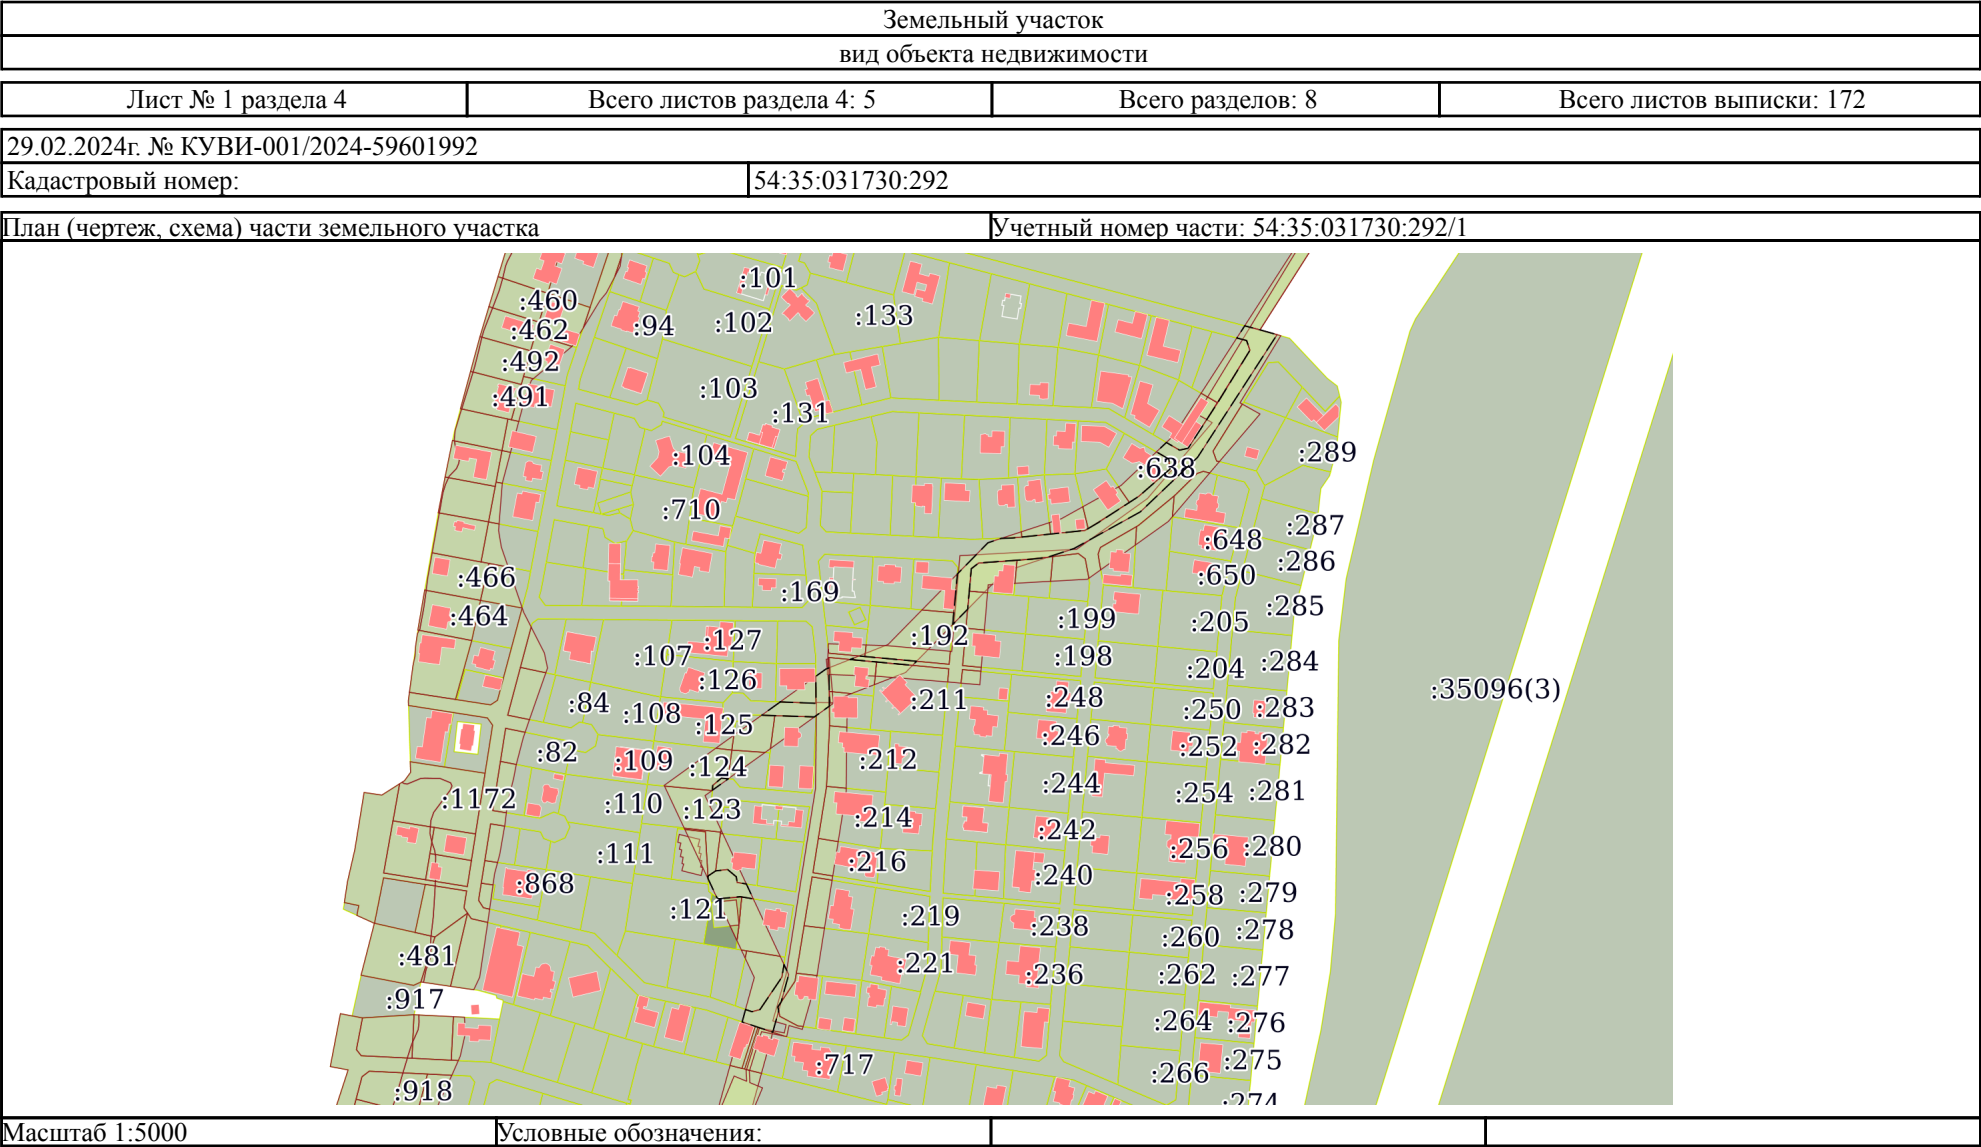 Земельный участок
вид объекта недвижимости
Лист № 1 раздела 4 Всего листов раздела 4: 5 Всего разделов: 8 Всего листов выписки: 172
29.02.2024г. № КУВИ-001/2024-59601992
Кадастровый номер: 54:35:031730:292
План (чертеж, схема) части земельного участка Учетный номер части: 54:35:031730:292/1
:101
:460
:462 :94 :102 :133
:492
:491 :103
:131
:104 :638 :289
:710
:648 :287
:466 :169 :650 :286
:464 :192 :199 :205 :285
:107 :127 :198 :204 :284
:126 :35096(3)
:84 :108 :125 :211 :248 :250 :283
:82 :109 :124 :212 :246 :252 :282
:1172 :110 :123 :214 :244 :254 :281
:111 :216 :242 :256 :280
:868 :240 :258 :279
:121 :219 :238 :260 :278
:481 :221 :236 :262 :277
:917 :264 :276
:717 :266 :275
:918 :274
Масштаб 1:5000 Условные обозначения: